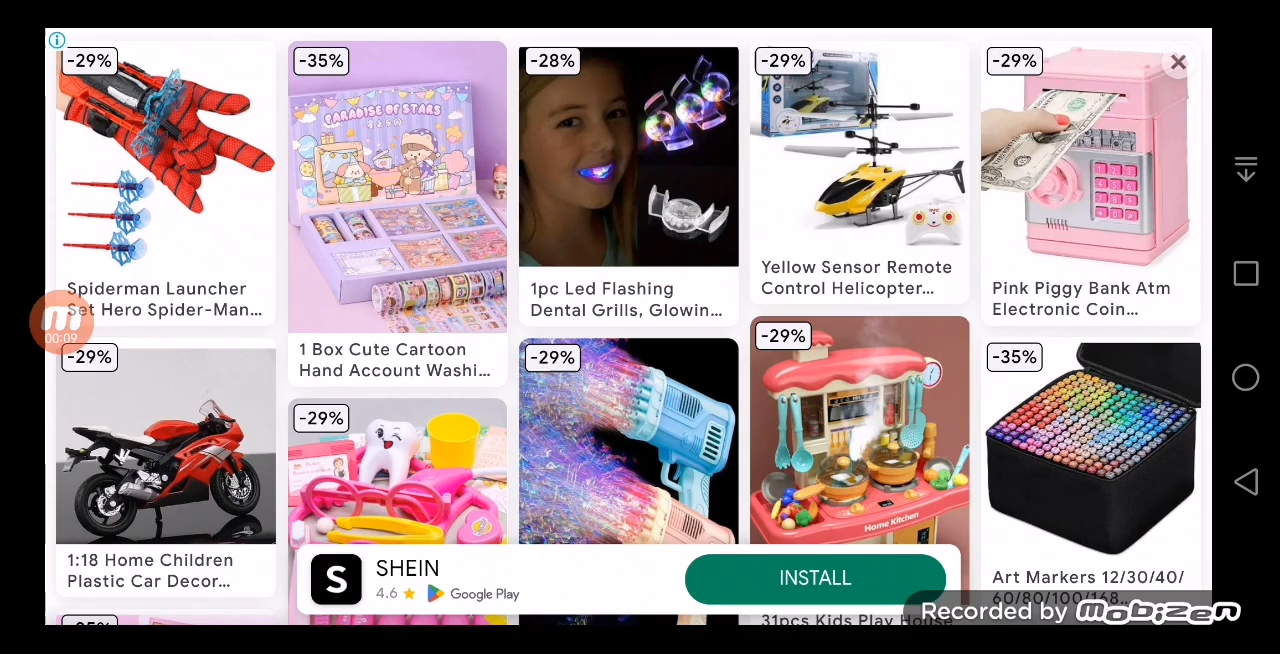 -29%
Spiderman Launcher
Set Hero Spider-Man...
-35%
PARADISE OF STARS
1 Box Cute Cartoon
Hand Account Washi...
-28%
1pc Led Flashing
Dental Grills, Glowin...
-29%
Yellow Sensor Remote
Control Helicopter...
-29%
Pink Piggy Bank Atm
Electronic Coin...
00:09
-29%
1:18 Home Children
Plastic Car Decor...
-29%
-29%
-29%
Home Kitchen
31pcs Kids Play House
-35%
Art Markers 12/30/40/
60/80/100/168...
S
SHEIN
4.6
Google Play
INSTALL
Recorded by Mobizen